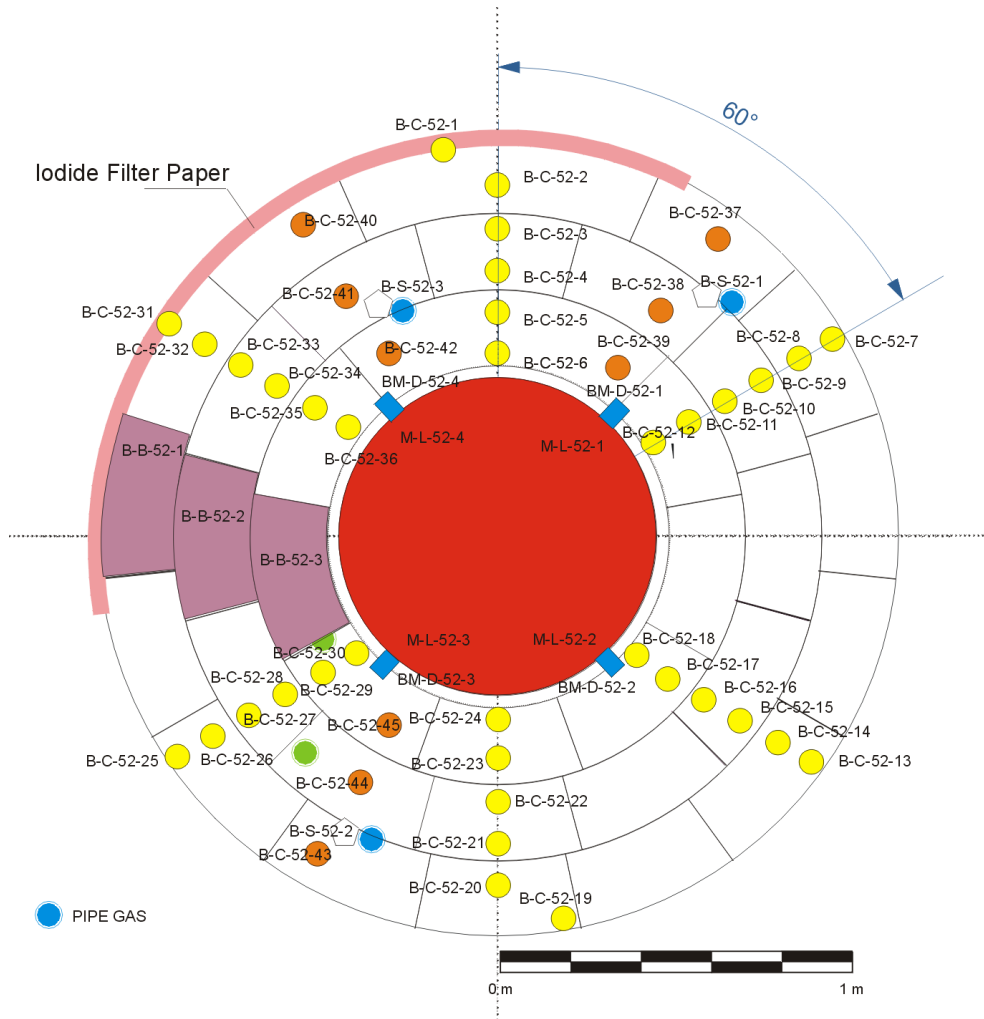 60°
B-C-52-1
Iodide Filter Paper
B-C-52-2
B-C-52-37
B-C-52-40
B-C-52-3
B-C-52-4
B-S-52-1
B-S-52-3
B-C-52-38
B-C-52-41
B-C-52-31
B-C-52-5
B-C-52-8
B-C-52-7
B-C-52-32
B-C-52-33
B-C-52-42
B-C-52-39
B-C-52-6
B-C-52-9
B-C-52-34
BM-D-52-4
BM-D-52-1
B-C-52-10
B-C-52-35
B-C-52-11
B-C-52-12
M-L-52-4
M-L-52-1
B-B-52-1
B-C-52-36
B-B-52-2
B-B-52-3
M-L-52-3
M-L-52-2
B-C-52-18
B-C-52-30
B-C-52-17
B-C-52-28
BM-D-52-3
BM-D-52-2
B-C-52-29
B-C-52-16
B-C-52-15
B-C-52-27
B-C-52-45
B-C-52-24
B-C-52-14
B-C-52-25
B-C-52-26
B-C-52-23
B-C-52-13
B-C-52-44
B-C-52-22
B-S-52-2
B-C-52-21
B-C-52-43
B-C-52-20
B-C-52-19
PIPE GAS
0 m
1 m